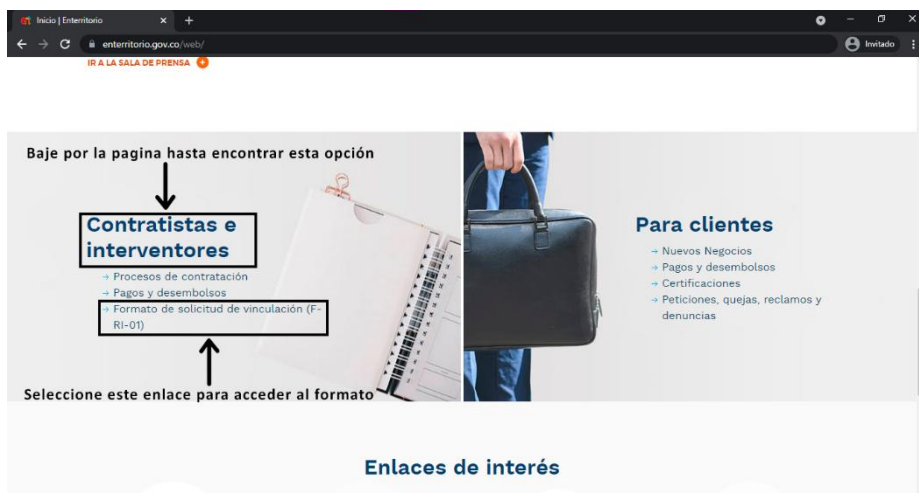 Inicio | Enterritorio
enterritorio.gov.co/web/
Invitado
IR A LA SALA DE PRENSA
Baje por la pagina hasta encontrar esta opción
Contratistas e
interventores
→ Procesos de contratación
→ Pagos y desembolsos
→ Formato de solicitud de vinculación (F-
RI-01)
Seleccione este enlace para acceder al formato
Para clientes
→ Nuevos Negocios
→ Pagos y desembolsos
→ Certificaciones
→ Peticiones, quejas, reclamos y
denuncias
Enlaces de interés